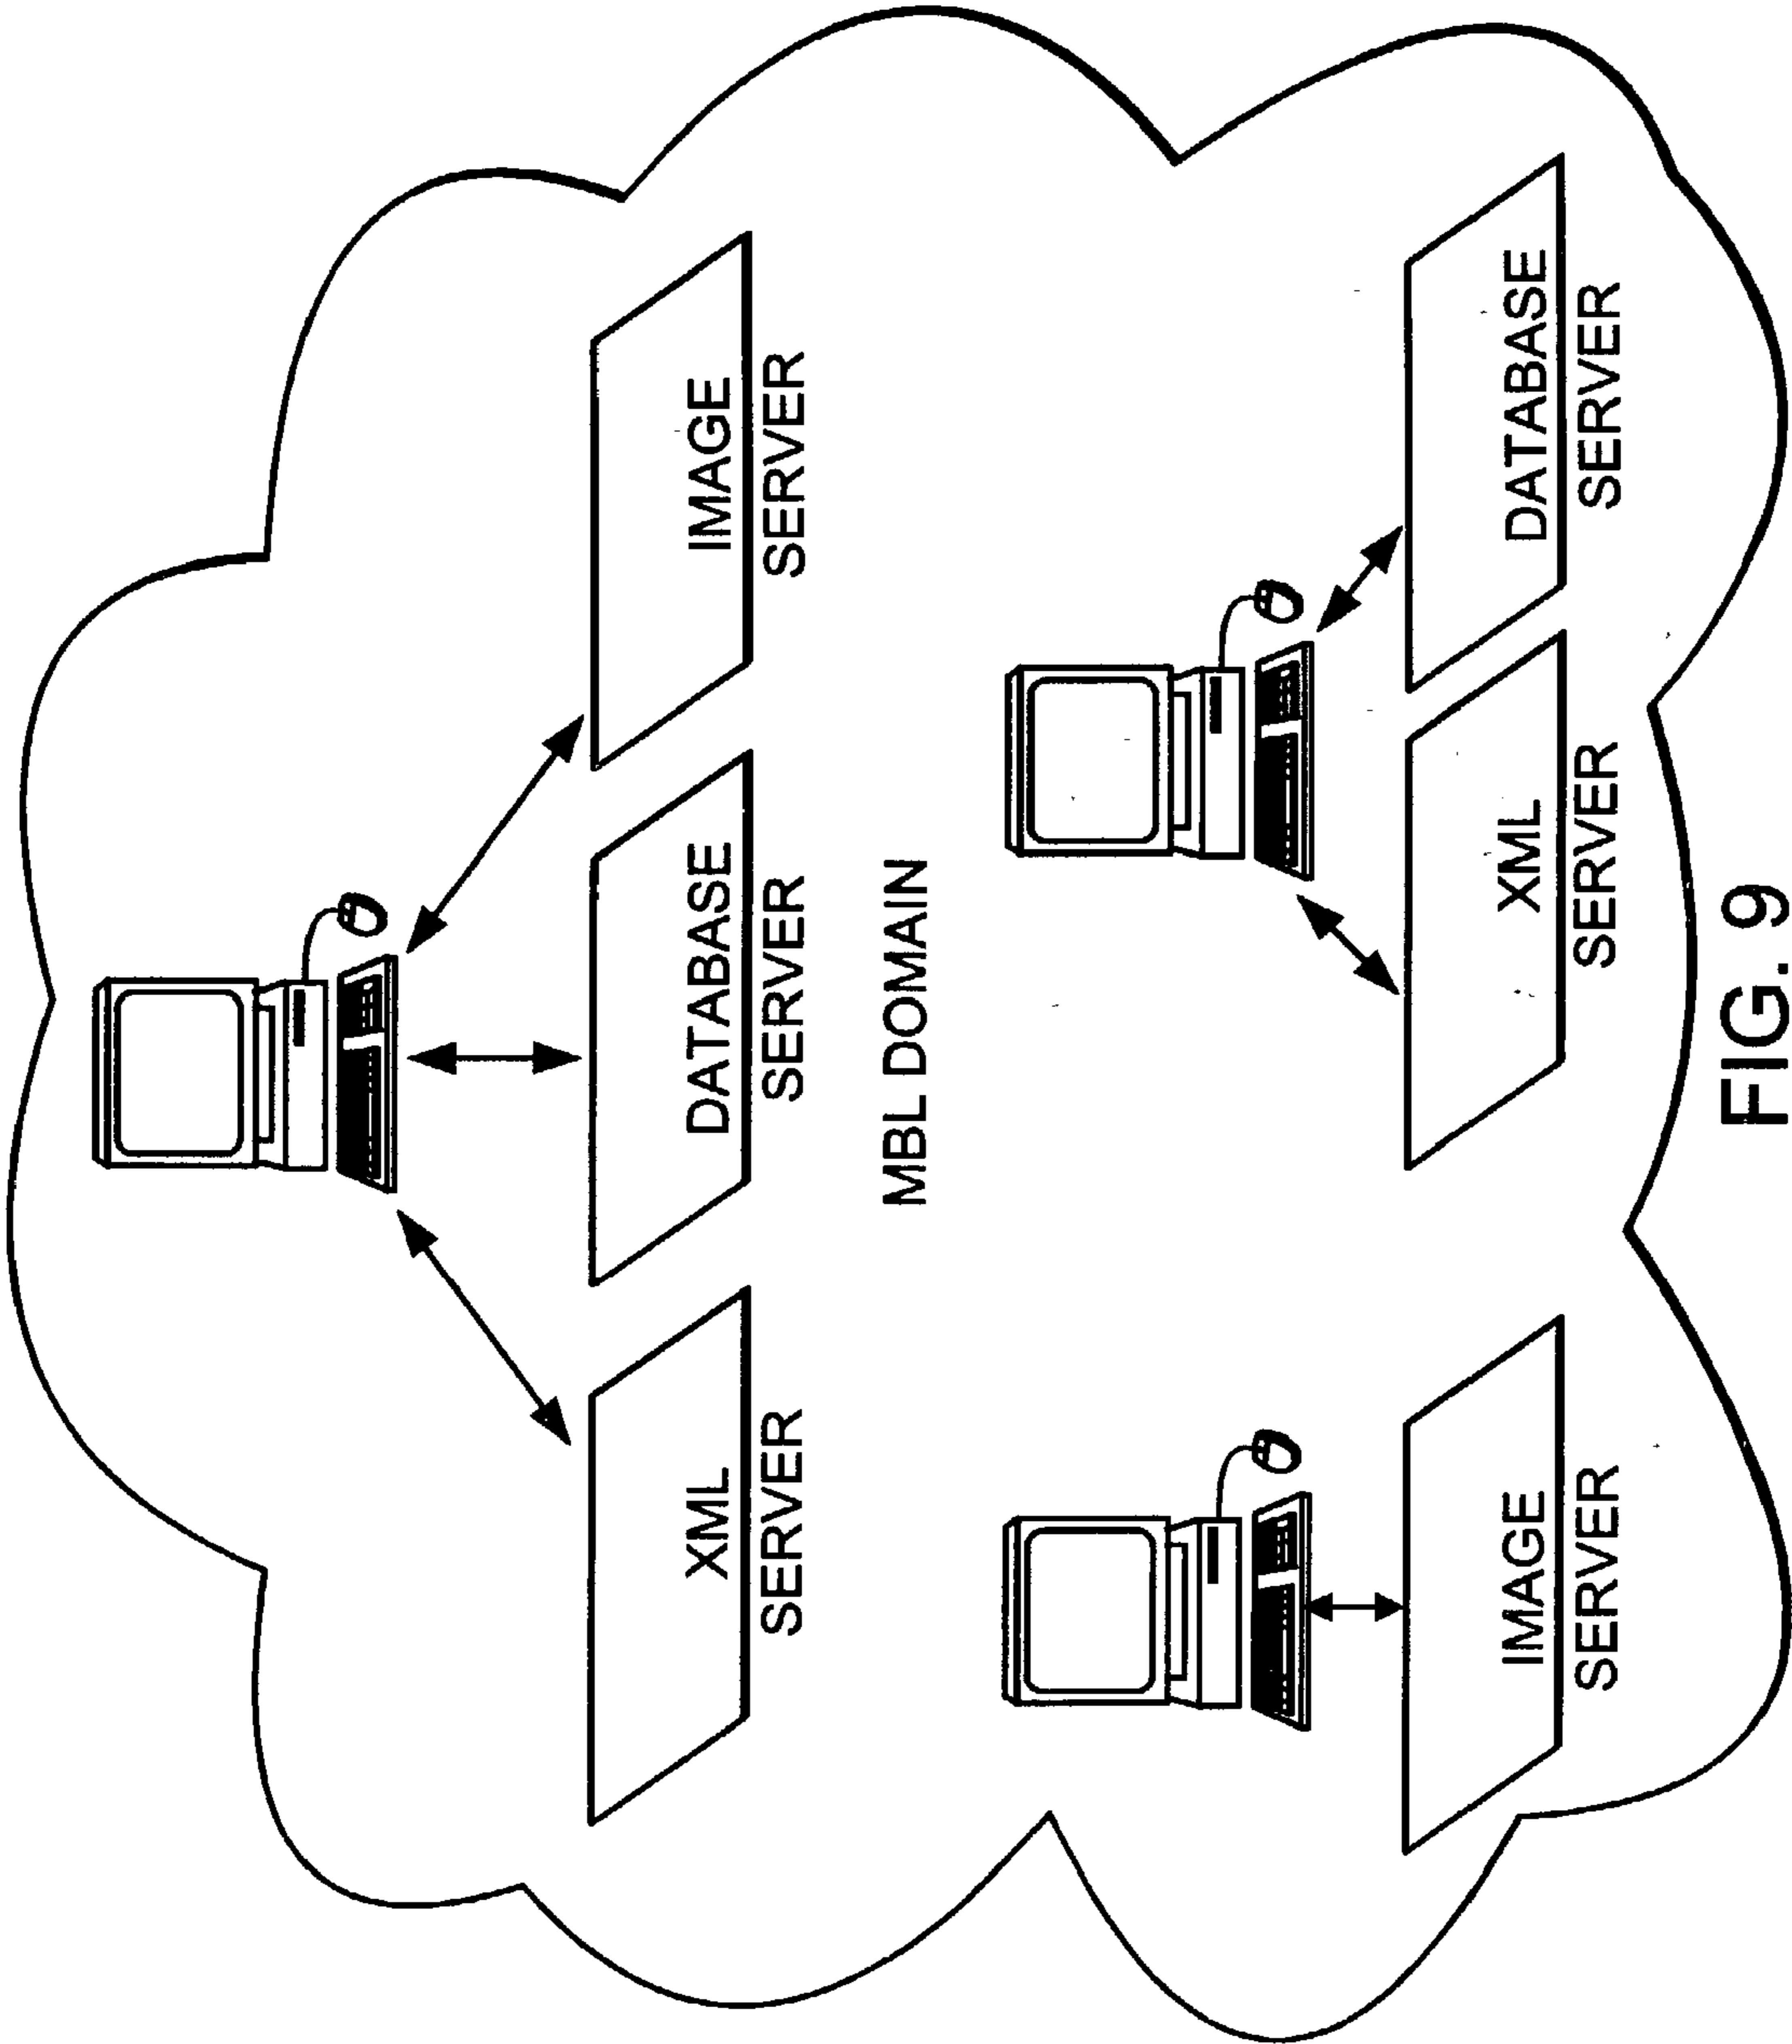 XML
SERVER
DATABASE
SERVER
IMAGE
SERVER
MBL DOMAIN
IMAGE
SERVER
XML
SERVER
DATABASE
SERVER
FIG. 9